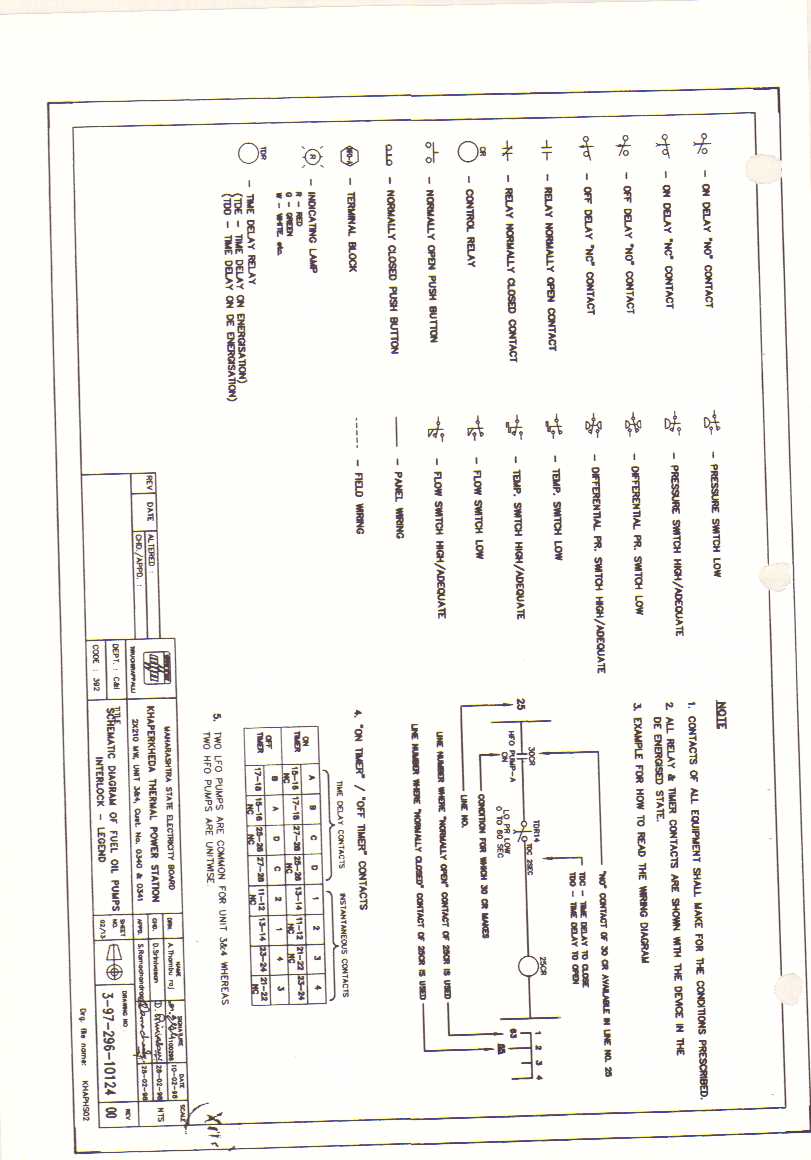 - ON DELAY "NO" CONTACT
- ON DELAY "NC" CONTACT
- OFF DELAY "NO" CONTACT
- OFF DELAY "NC" CONTACT
- RELAY NORMALLY OPEN CONTACT
- RELAY NORMALLY CLOSED CONTACT
CR
- CONTROL RELAY
- NORMALLY OPEN PUSH BUTTON
- NORMALLY CLOSED PUSH BUTTON
- TERMINAL BLOCK
R
- INDICATING LAMP
R - RED
G - GREEN
W - WHITE etc.
TDR
- TIME DELAY RELAY
(TDE - TIME DELAY ON ENERGISATION)
(TDO - TIME DELAY ON DE ENERGISATION)
- PRESSURE SWITCH LOW
- PRESSURE SWITCH HIGH/ADEQUATE
- DIFFERENTIAL PR. SWITCH LOW
- DIFFERENTIAL PR. SWITCH HIGH/ADEQUATE
- TEMP. SWITCH LOW
- TEMP. SWITCH HIGH/ADEQUATE
- FLOW SWITCH LOW
- FLOW SWITCH HIGH/ADEQUATE
- PANEL WIRING
- FIELD WIRING
NOTE
1. CONTACTS OF ALL EQUIPMENT SHALL MAKE FOR THE CONDITIONS PRESCRIBED.
2. ALL RELAY & TIMER CONTACTS ARE SHOWN WITH THE DEVICE IN THE
DE ENERGISED STATE.
3. EXAMPLE FOR HOW TO READ THE WIRING DIAGRAM
"NO" CONTACT OF 30 CR AVAILABLE IN LINE NO. 25
TDC - TIME DELAY TO CLOSE
TDO - TIME DELAY TO OPEN
25
30CR
HFO PUMP-A
ON
TDR14
TDC 2SEC
LO PR LOW
0 TO 60 SEC
25CR
1
2
3
4
63
65
CONDITION FOR WHICH 30 CR MAKES
LINE NO.
LINE NUMBER WHERE "NORMALLY OPEN" CONTACT OF 25CR IS USED
LINE NUMBER WHERE "NORMALLY CLOSED" CONTACT OF 25CR IS USED
4. "ON TIMER" / "OFF TIMER" CONTACTS
TIME DELAY CONTACTS INSTANTANEOUS CONTACTS
A B C D 1 2 3 4
ON TIMER 15-16 NC 17-18 27-28 25-26 NC 13-14 11-12 NC 21-22 NC 23-24
OFF TIMER B A D C 2 1 4 3
17-18 15-16 NC 25-26 NC 27-28 11-12 NC 13-14 23-24 21-22 NC
5. TWO LFO PUMPS ARE COMMON FOR UNIT 3&4 WHEREAS
TWO HFO PUMPS ARE UNITWISE
REV DATE ALTERED :
CHD./APPD. :
TIRUCHIRAPPALLI
DEPT. : C&I
CODE : 392
MAHARASHTRA STATE ELECTRICITY BOARD
KHAPERKHEDA THERMAL POWER STATION
2X210 MW, UNIT 3&4, Cust. No. 0340 & 0341
TITLE
SCHEMATIC DIAGRAM OF FUEL OIL PUMPS
INTERLOCK - LEGEND
NAME SIGNATURE DATE SCALE
DRN. A.Thambu raj 10-02-98
CHD. D.Srinivasan 28-02-98 NTS
APPD. S.Ramachandran 28-02-98
SHEET NO. 02/13
DRAWING NO
3-97-296-10124
REV
00
Drg. file name: KHAPHS02